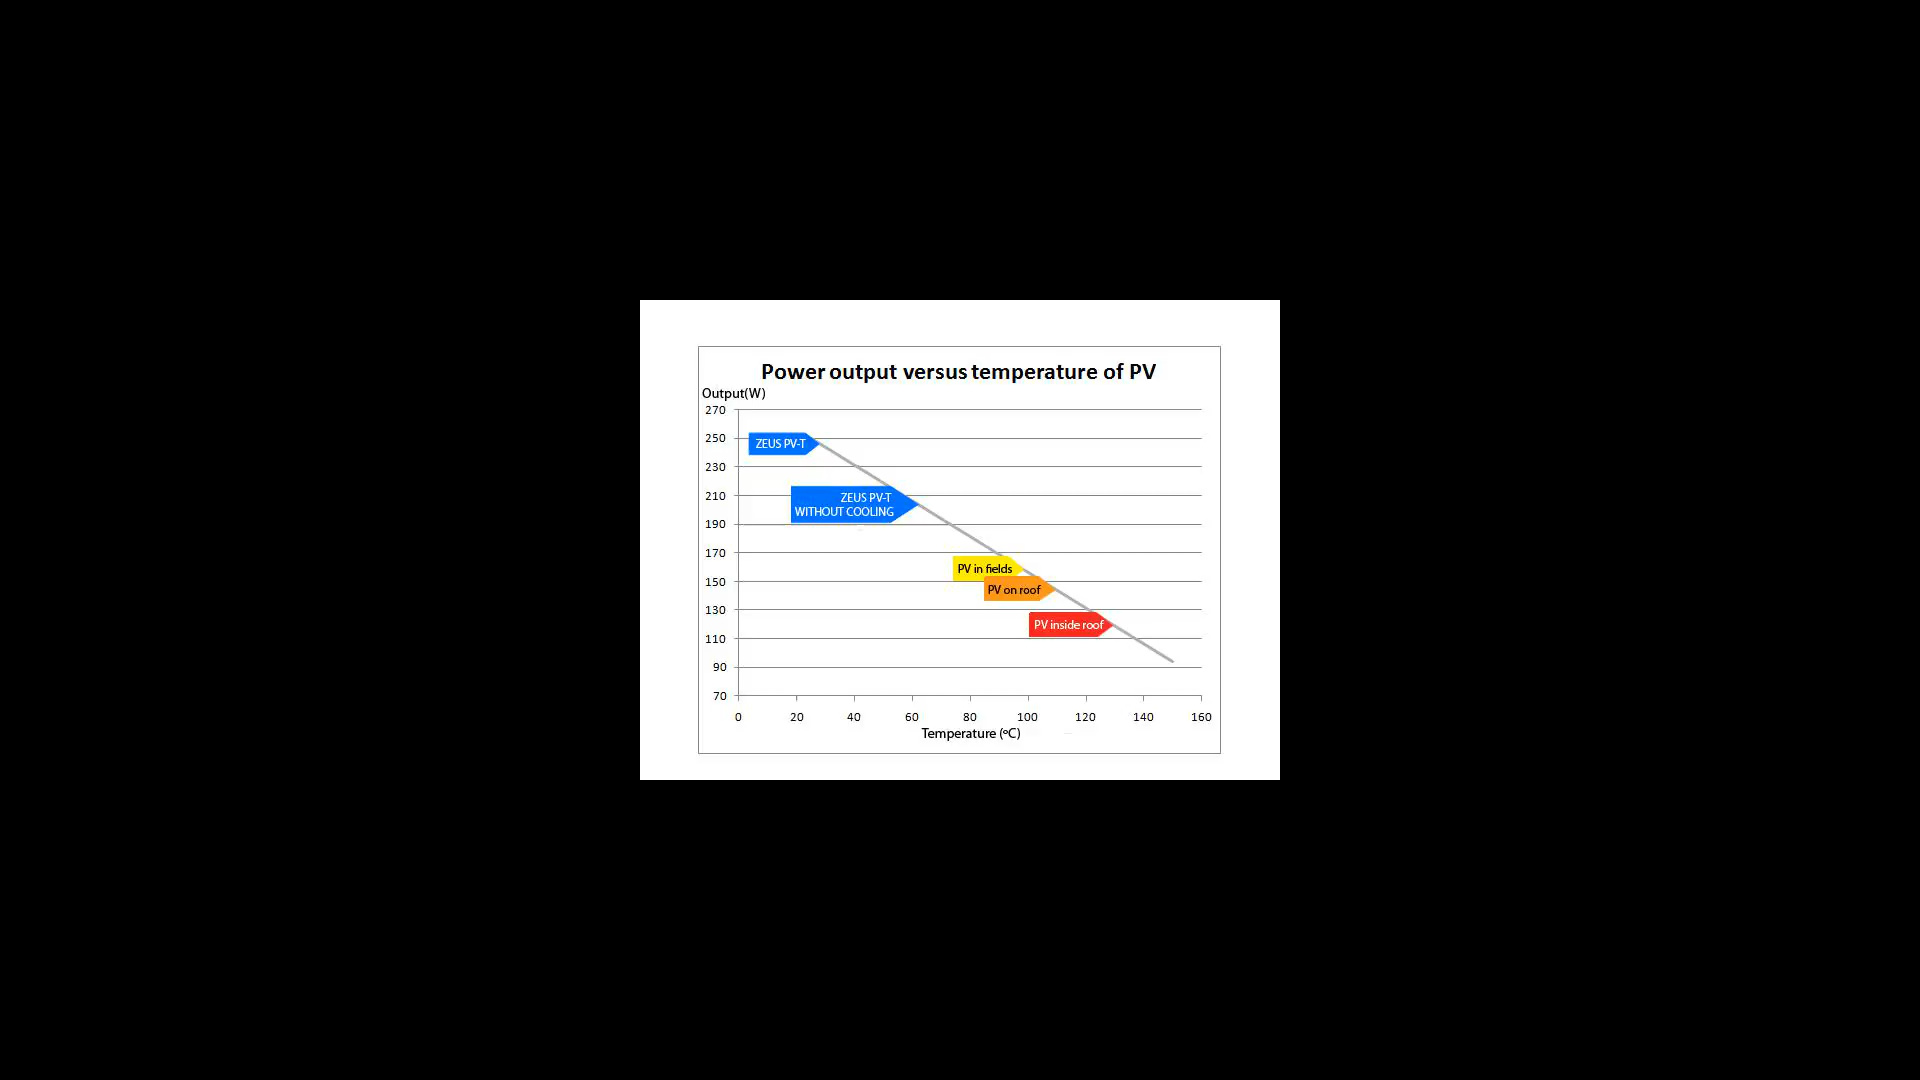 Power output versus temperature of PV
Output(W)
270
250
ZEUS PV-T
230
210
ZEUS PV-T
WITHOUT COOLING
190
170
PV in fields
150
PV on roof
130
PV inside roof
110
90
70
0 20 40 60 80 100 120 140 160
Temperature (ºC)